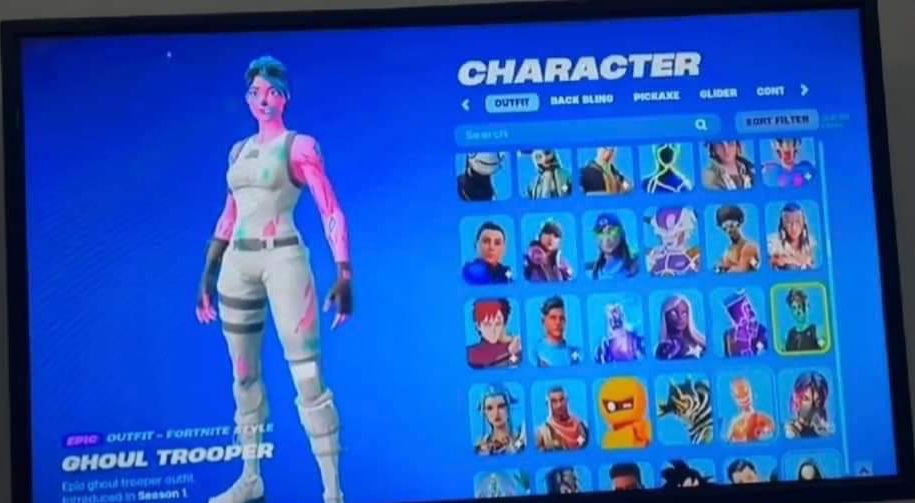 CHARACTER
OUTFIT BACK BLING PICKAXE GLIDER CONT
Search
SORT FILTER
EPIC OUTFIT - FORTNITE STYLE
GHOUL TROOPER
Epic ghoul trooper outfit.
Introduced in Season 1.